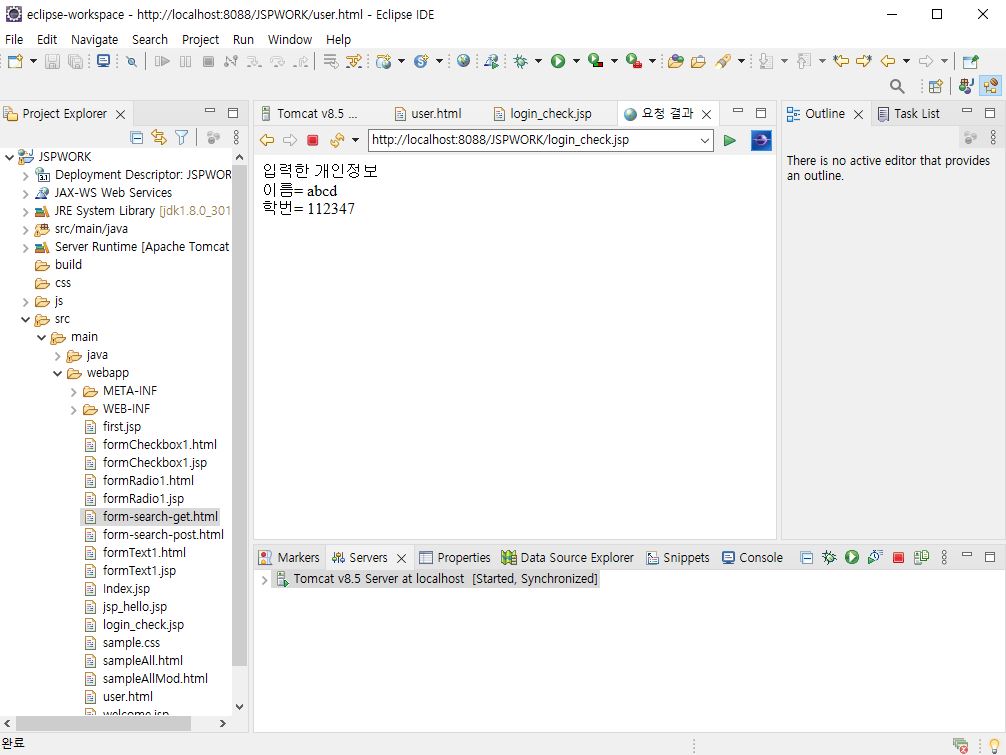 eclipse-workspace - http://localhost:8088/JSPWORK/user.html - Eclipse IDE
File Edit Navigate Search Project Run Window Help
Project Explorer
JSPWORK
Deployment Descriptor: JSPWOR
JAX-WS Web Services
JRE System Library [jdk1.8.0_301
src/main/java
Server Runtime [Apache Tomcat
build
css
js
src
main
java
webapp
META-INF
WEB-INF
first.jsp
formCheckbox1.html
formCheckbox1.jsp
formRadio1.html
formRadio1.jsp
form-search-get.html
form-search-post.html
formText1.html
formText1.jsp
Index.jsp
jsp_hello.jsp
login_check.jsp
sample.css
sampleAll.html
sampleAllMod.html
user.html
welcome.jsp
Tomcat v8.5 ... user.html login_check.jsp 요청 결과
http://localhost:8088/JSPWORK/login_check.jsp
입력한 개인정보
이름= abcd
학번= 112347
Outline Task List
There is no active editor that provides
an outline.
Markers Servers Properties Data Source Explorer Snippets Console
Tomcat v8.5 Server at localhost [Started, Synchronized]
완료